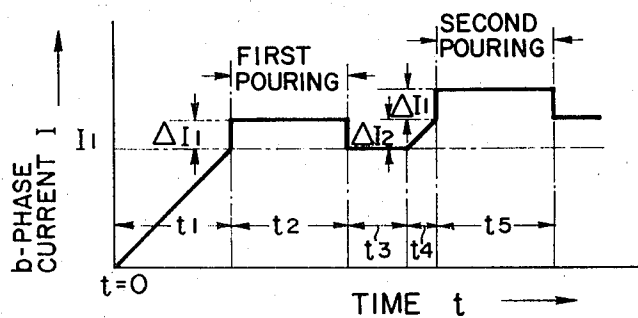 SECOND
POURING
FIRST
POURING
ΔI1
ΔI1
ΔI2
I1
b-PHASE
CURRENT I
t1
t2
t3
t4
t5
t=0
TIME t